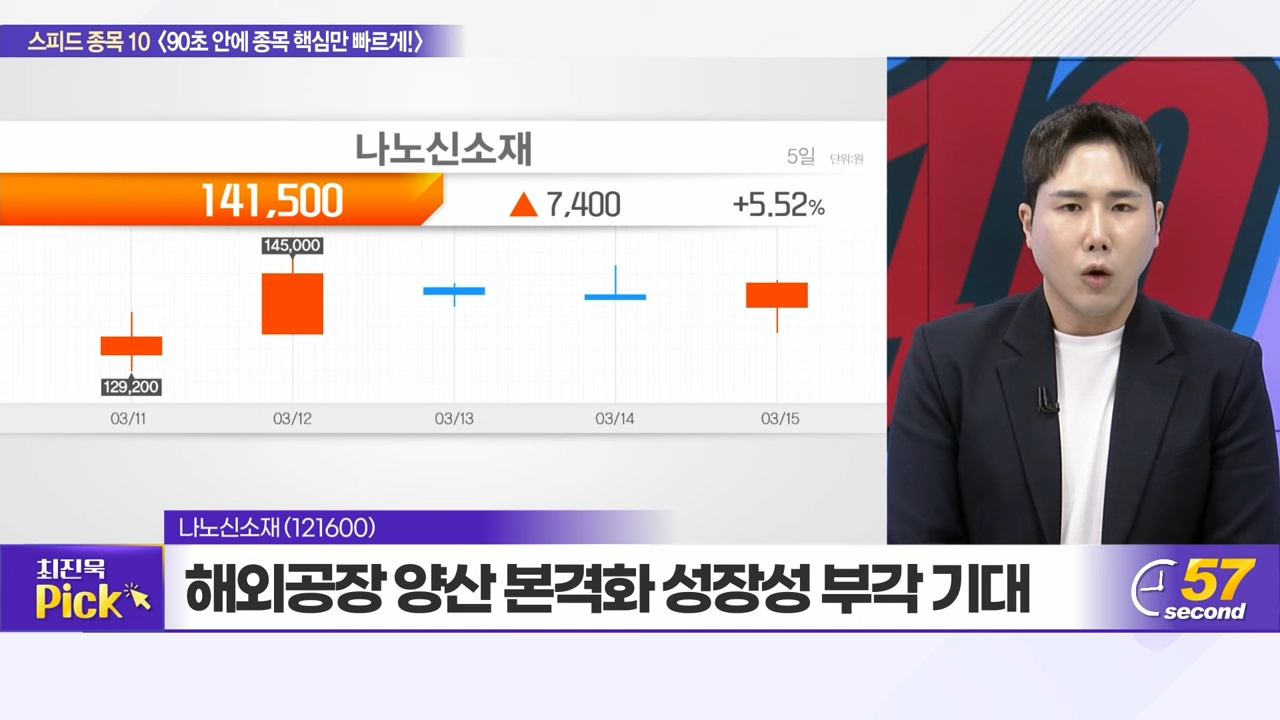 스피드 종목 10 〈90초 안에 종목 핵심만 빠르게!〉
나노신소재
5일 단위:원
141,500 ▲ 7,400 +5.52%
145,000
129,200
03/11 03/12 03/13 03/14 03/15
나노신소재(121600)
최진욱
Pick
해외공장 양산 본격화 성장성 부각 기대
57
second
10